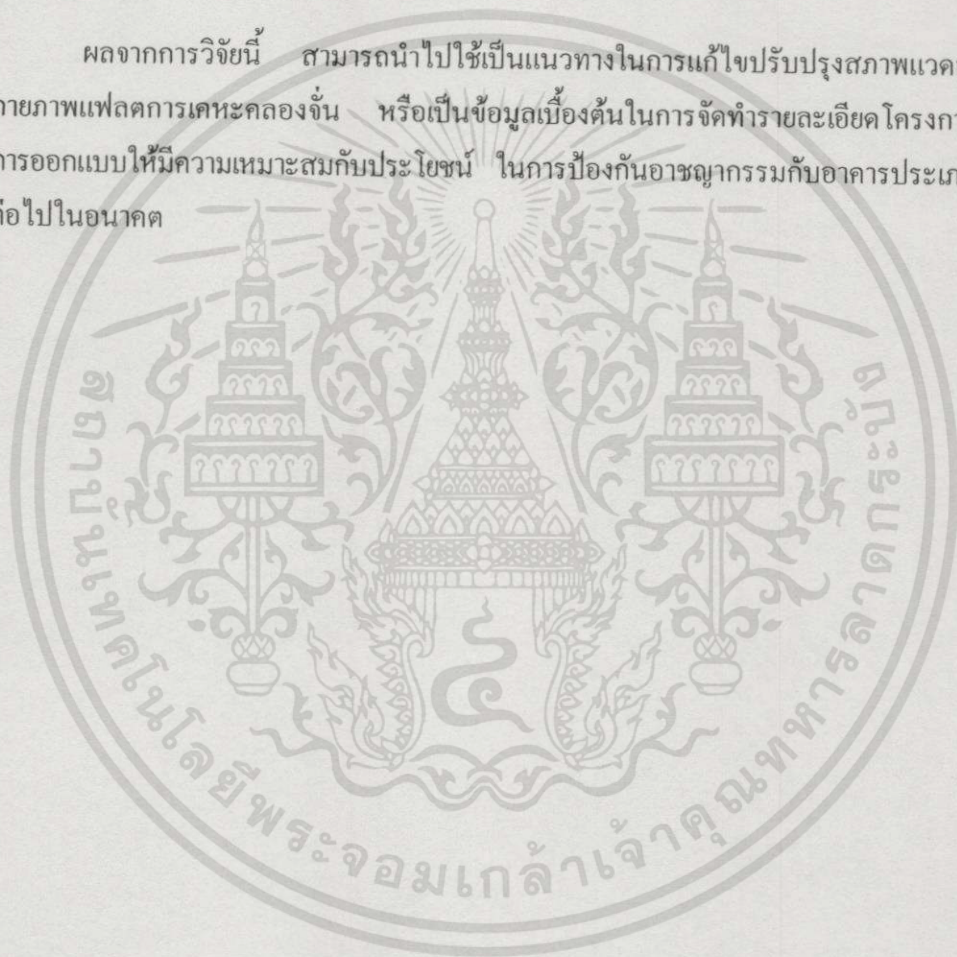 ผลจากการวิจัยนี้ สามารถนำไปใช้เป็นแนวทางในการแก้ไขปรับปรุงสภาพแวด
ายภาพแฟลตการเคหะคลองจั่น หรือเป็นข้อมูลเบื้องต้นในการจัดทำรายละเอียดโครงกา
การออกแบบให้มีความเหมาะสมกับประโยชน์ ในการป้องกันอาชญากรรมกับอาคารประเภ
ต่อไปในอนาคต
สถาบันเทคโนโลยีพระจอมเกล้าเจ้าคุณทหารลาดกระบัง
๔